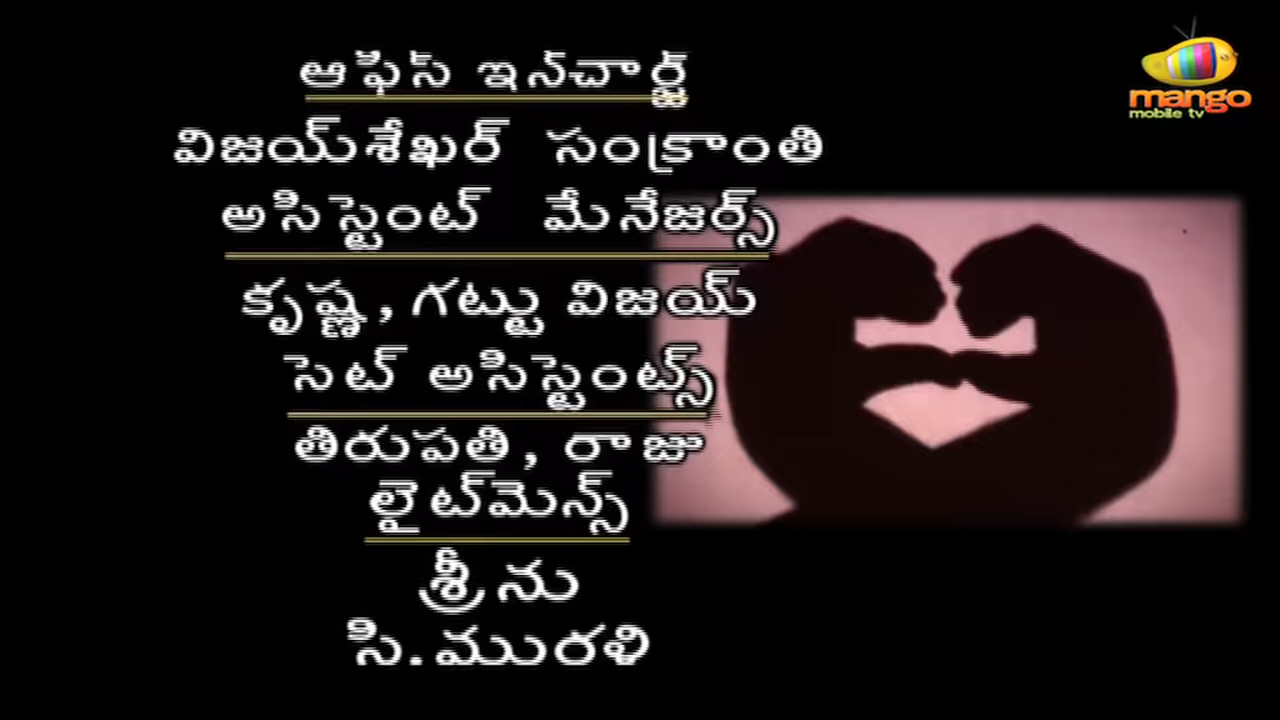 ఆఫీస్ ఇన్‌చార్జ్
విజయ్‌శేఖర్ సంక్రాంతి
అసిస్టెంట్ మేనేజర్స్
కృష్ణ, గట్టు విజయ్
సెట్ అసిస్టెంట్స్
తిరుపతి, రాజు
లైట్‌మెన్స్
శ్రీను
సి.మురళి
mango
mobile tv